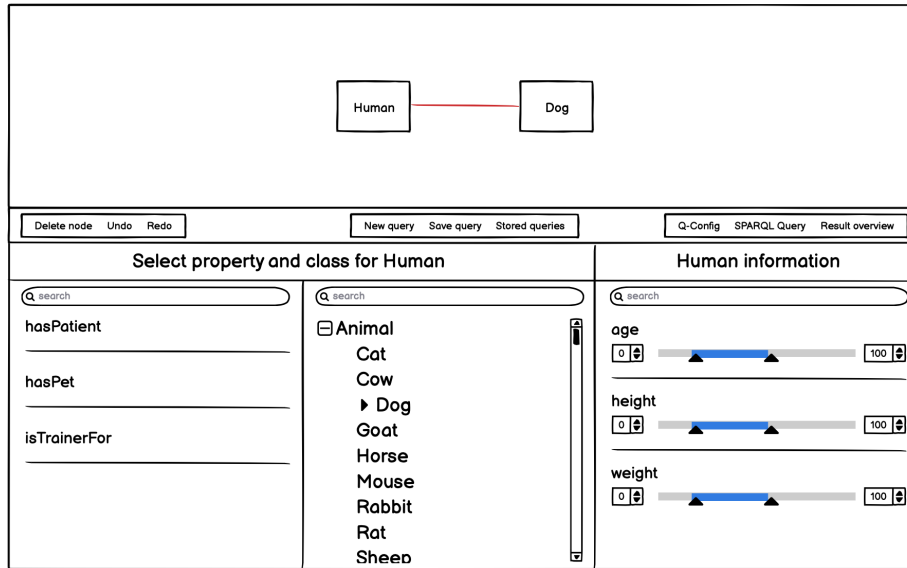 Human
Dog
Delete node Undo Redo
New query Save query Stored queries
Q-Config SPARQL Query Result overview
Select property and class for Human
Human information
search
hasPatient
hasPet
isTrainerFor
search
Animal
Cat
Cow
Dog
Goat
Horse
Mouse
Rabbit
Rat
Sheep
search
age
0 100
height
0 100
weight
0 100